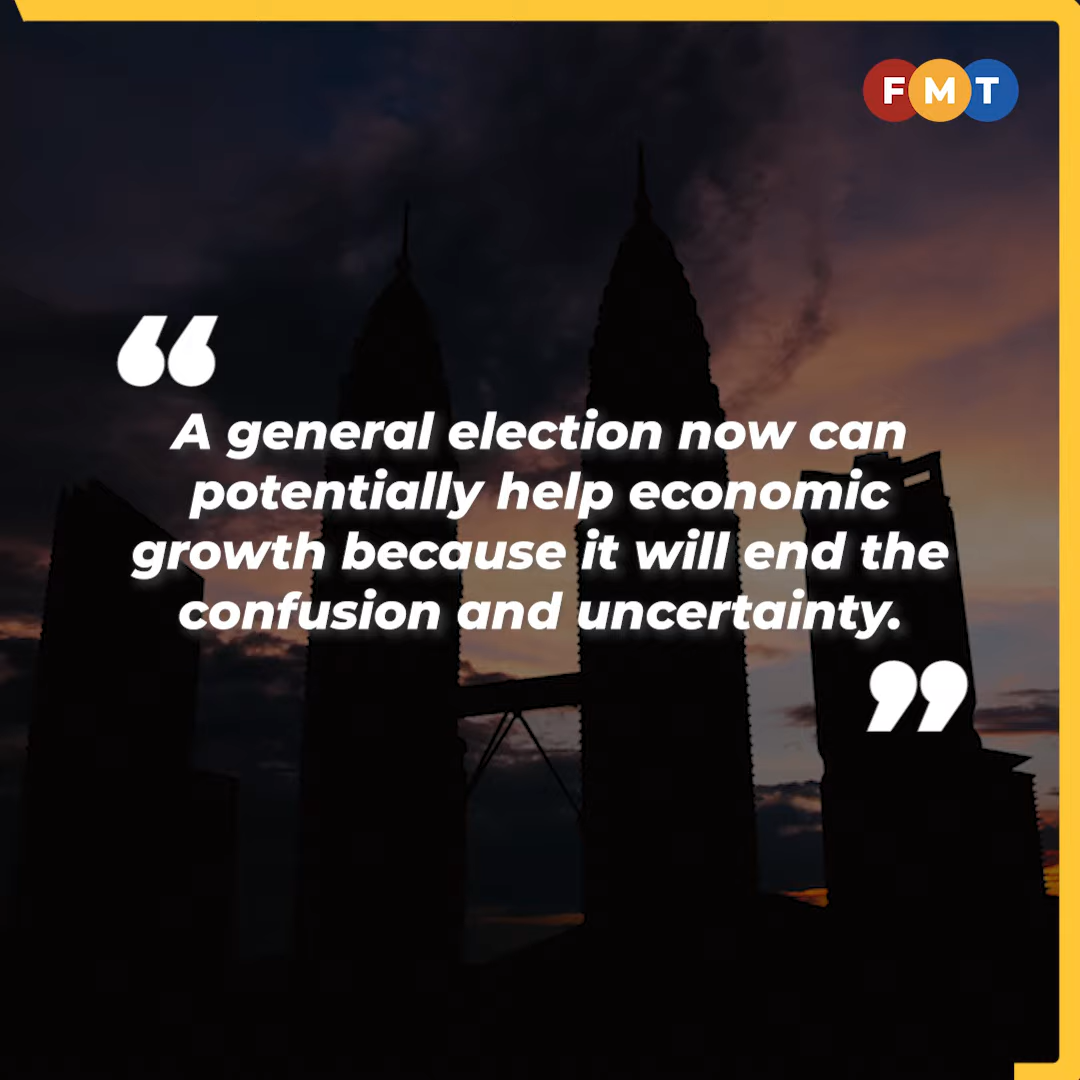 FMT
“
A general election now can
potentially help economic
growth because it will end the
confusion and uncertainty.
”